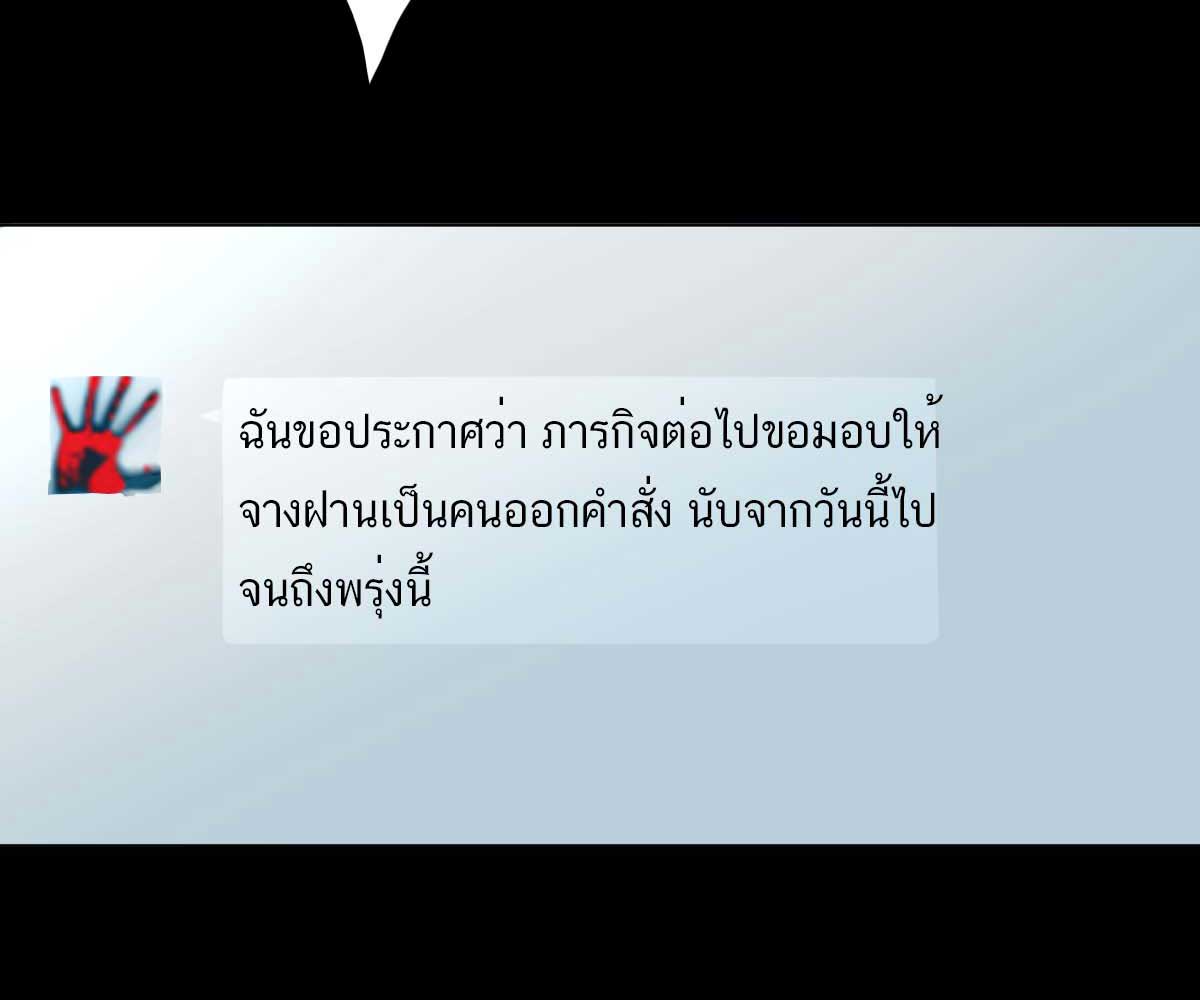 ฉันขอประกาศว่า ภารกิจต่อไปขอมอบให้
จางฝานเป็นคนออกคำสั่ง นับจากวันนี้ไป
จนถึงพรุ่งนี้